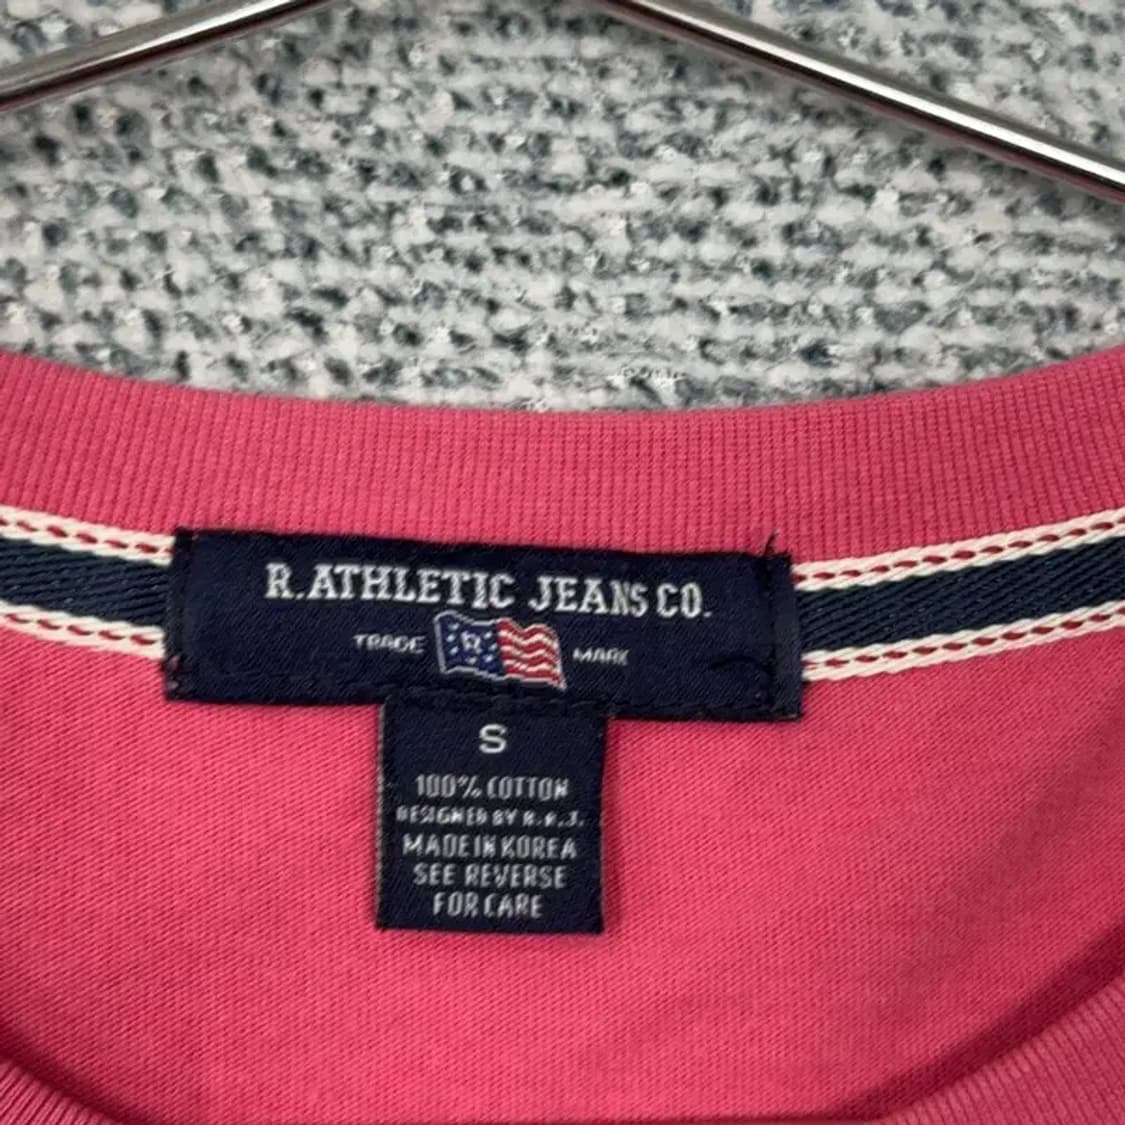 R.ATHLETIC JEANS CO.
TRADE R MARK
S
100% COTTON
DESIGNED BY R.A.J.
MADE IN KOREA
SEE REVERSE
FOR CARE